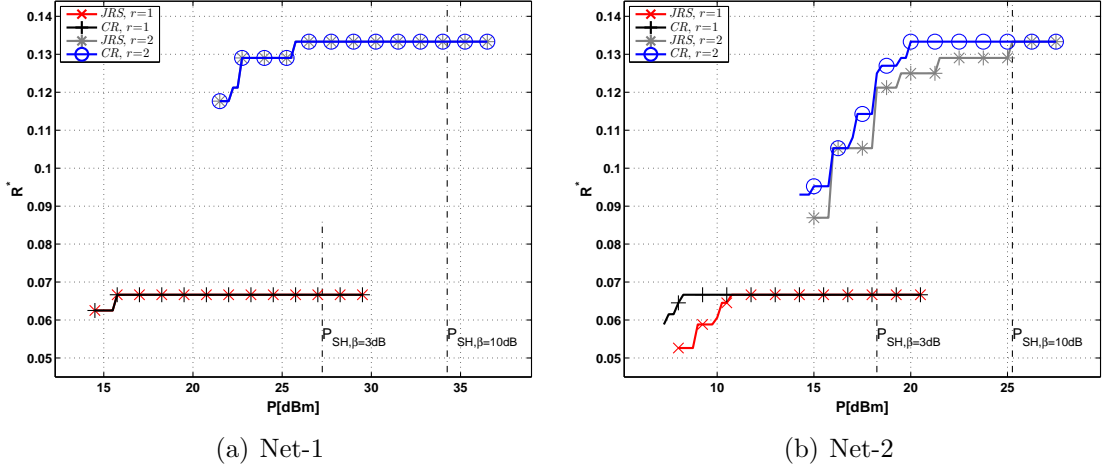 0.14
0.13
0.12
0.11
0.1
0.09
0.08
0.07
0.06
0.05
R*
JRS, r=1
CR, r=1
JRS, r=2
CR, r=2
P_SH,β=3dB
P_SH,β=10dB
15
20
25
30
35
P[dBm]
(a) Net-1
0.14
0.13
0.12
0.11
0.1
0.09
0.08
0.07
0.06
0.05
R*
JRS, r=1
CR, r=1
JRS, r=2
CR, r=2
P_SH,β=3dB
P_SH,β=10dB
10
15
20
25
P[dBm]
(b) Net-2